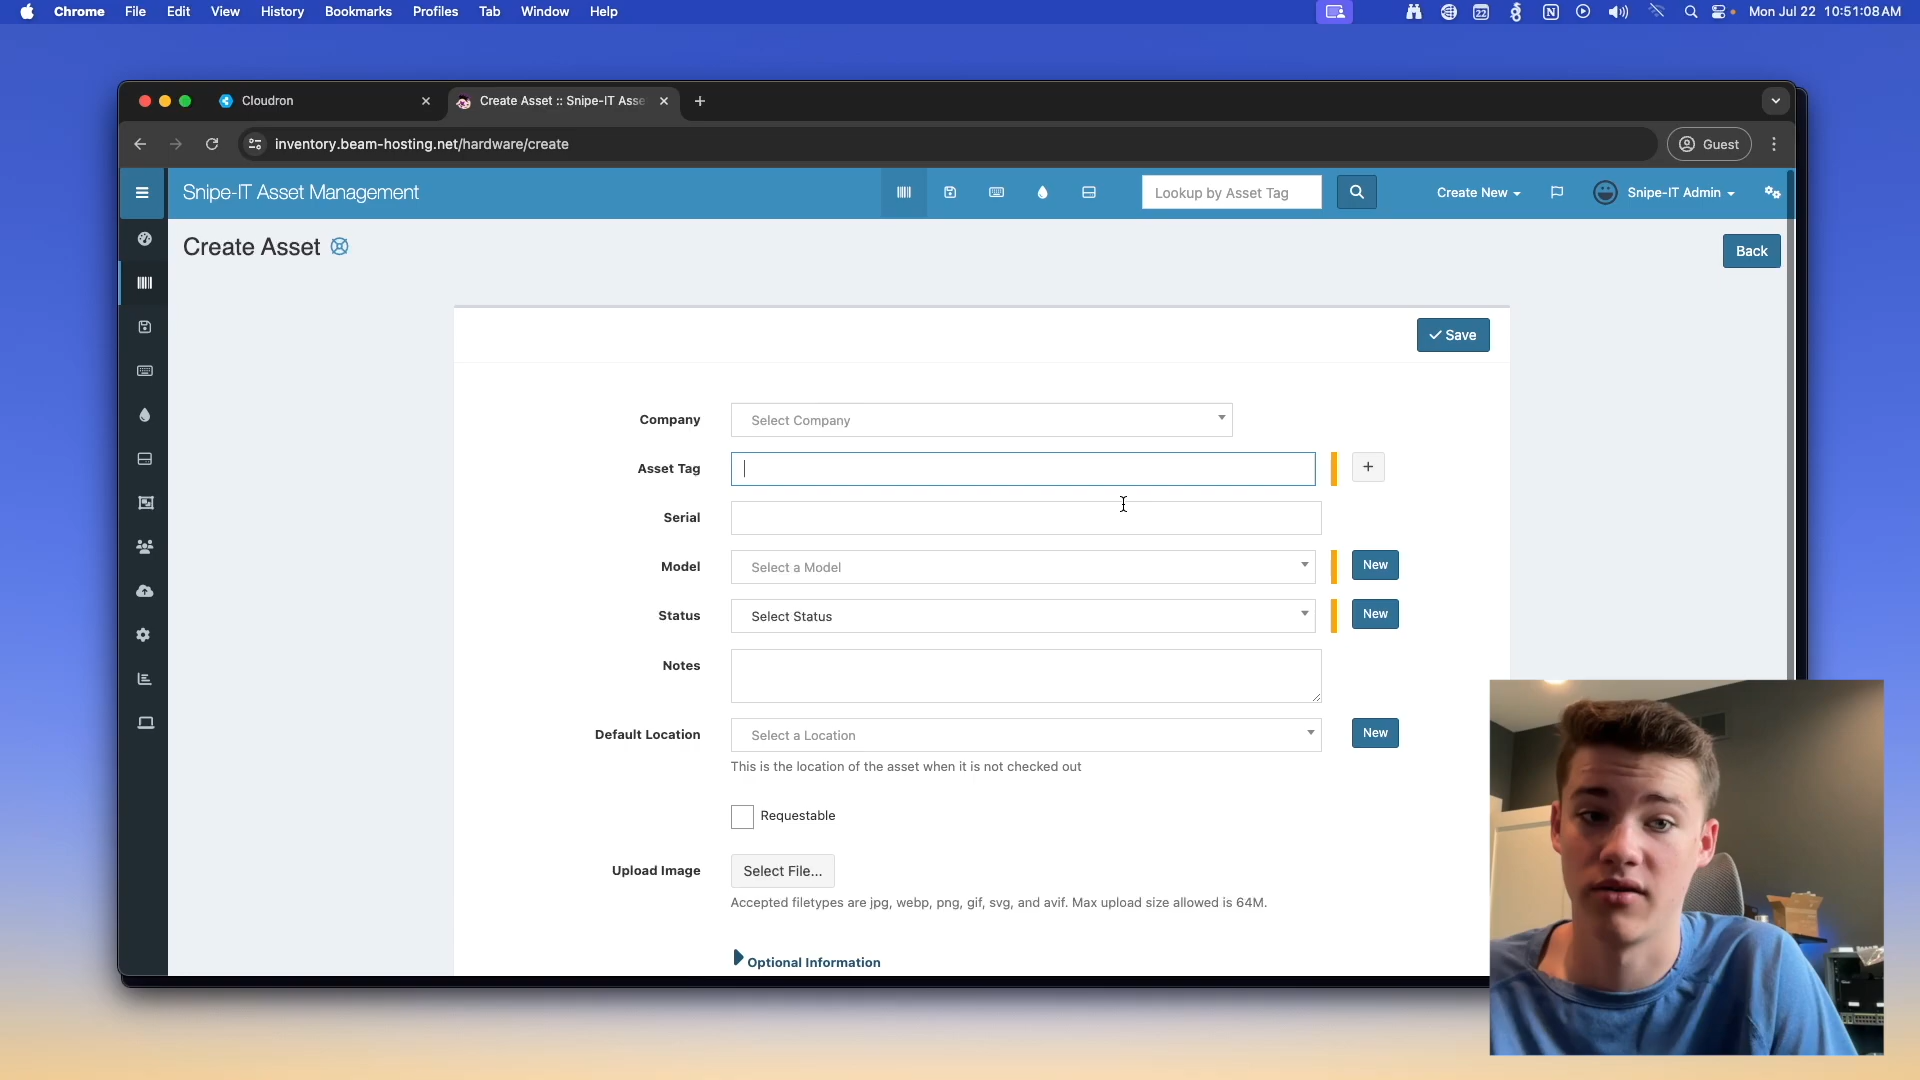 Chrome File Edit View History Bookmarks Profiles Tab Window Help 22 Mon Jul 22 10:51:08 AM
Cloudron Create Asset :: Snipe-IT Asse
inventory.beam-hosting.net/hardware/create Guest
Snipe-IT Asset Management Lookup by Asset Tag Create New Snipe-IT Admin
Create Asset Back
Save
Company Select Company
Asset Tag
Serial
Model Select a Model New
Status Select Status New
Notes
Default Location Select a Location New
This is the location of the asset when it is not checked out
Requestable
Upload Image Select File...
Accepted filetypes are jpg, webp, png, gif, svg, and avif. Max upload size allowed is 64M.
Optional Information